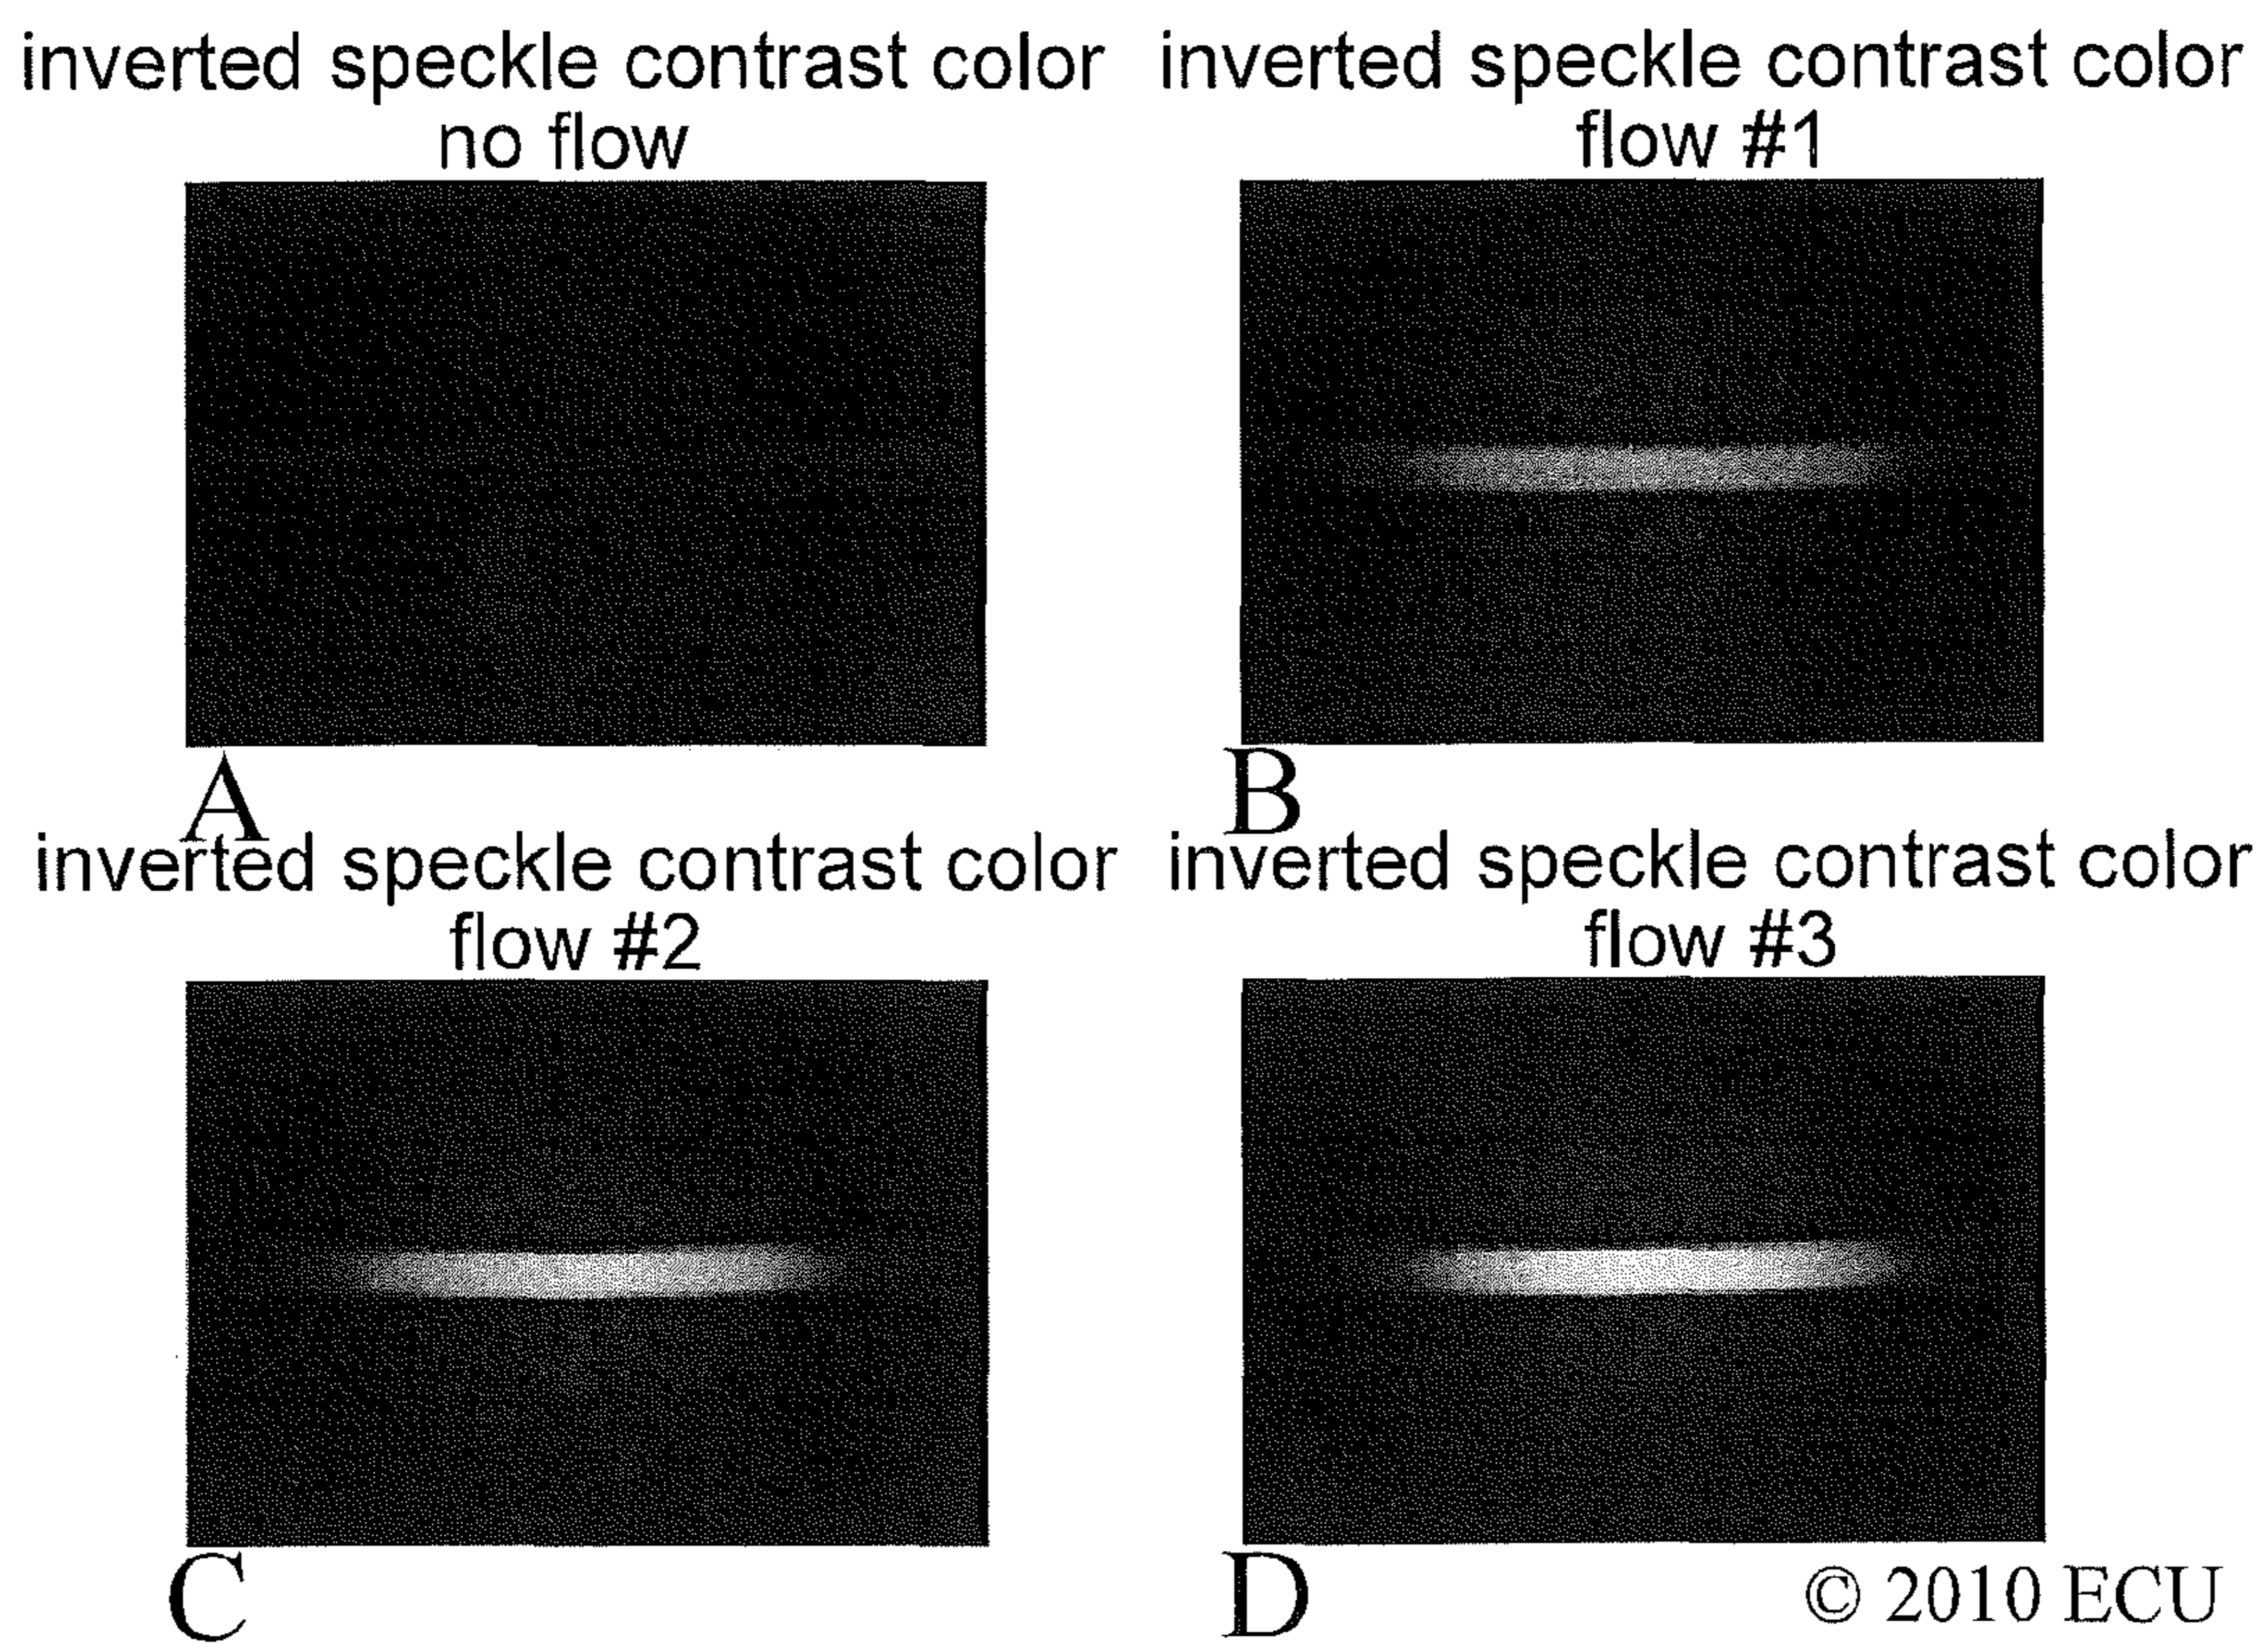 inverted speckle contrast color
no flow
inverted speckle contrast color
flow #1
A
B
inverted speckle contrast color
flow #2
inverted speckle contrast color
flow #3
C
D
© 2010 ECU